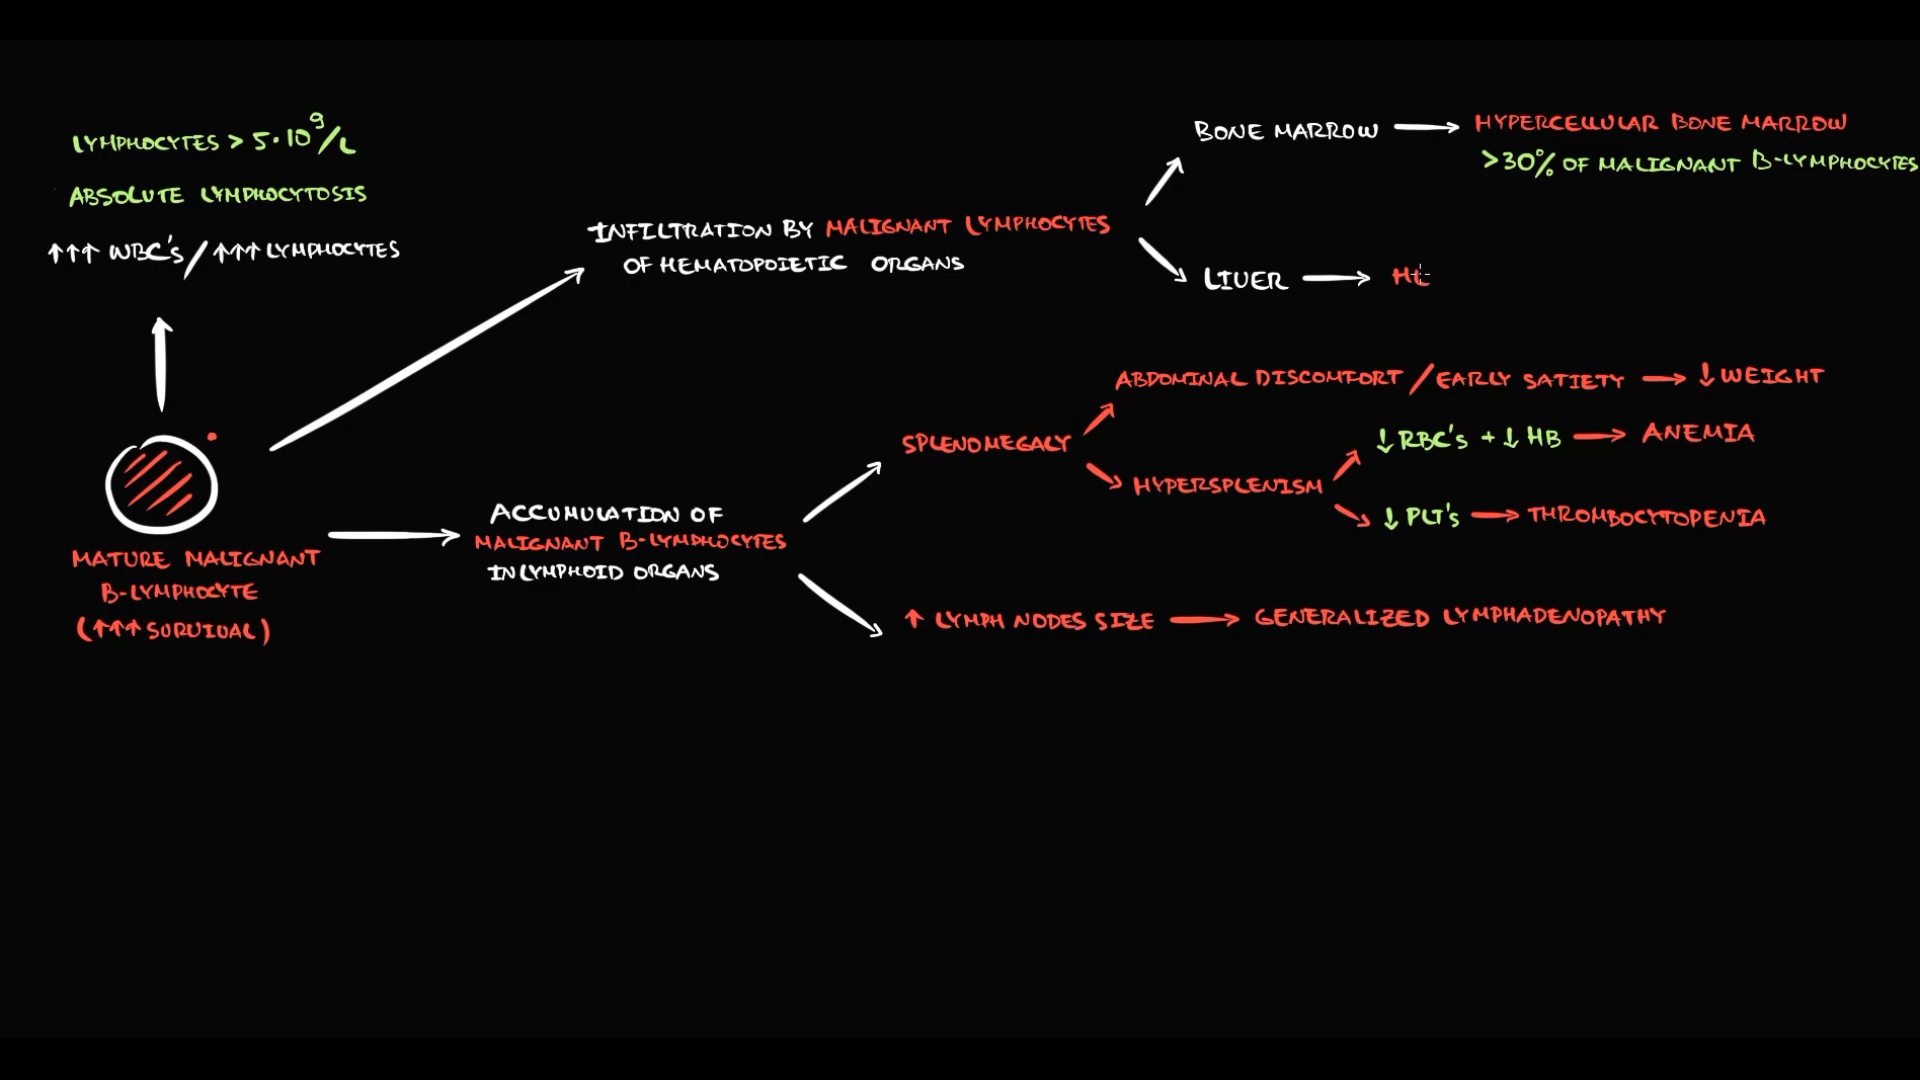 LYMPHOCYTES > 5·10⁹/L
ABSOLUTE LYMPHOCYTOSIS
↑↑↑ WBC's / ↑↑↑ LYMPHOCYTES
MATURE MALIGNANT
B-LYMPHOCYTE
(↑↑↑ SURVIVAL)
INFILTRATION BY MALIGNANT LYMPHOCYTES
OF HEMATOPOIETIC ORGANS
BONE MARROW → HYPERCELLULAR BONE MARROW
>30% OF MALIGNANT B-LYMPHOCYTES
LIVER → HE
ACCUMULATION OF
MALIGNANT B-LYMPHOCYTES
IN LYMPHOID ORGANS
SPLENOMEGALY
ABDOMINAL DISCOMFORT / EARLY SATIETY → ↓ WEIGHT
HYPERSPLENISM
↓ RBC's + ↓ HB → ANEMIA
↓ PLT's → THROMBOCYTOPENIA
↑ LYMPH NODES SIZE → GENERALIZED LYMPHADENOPATHY